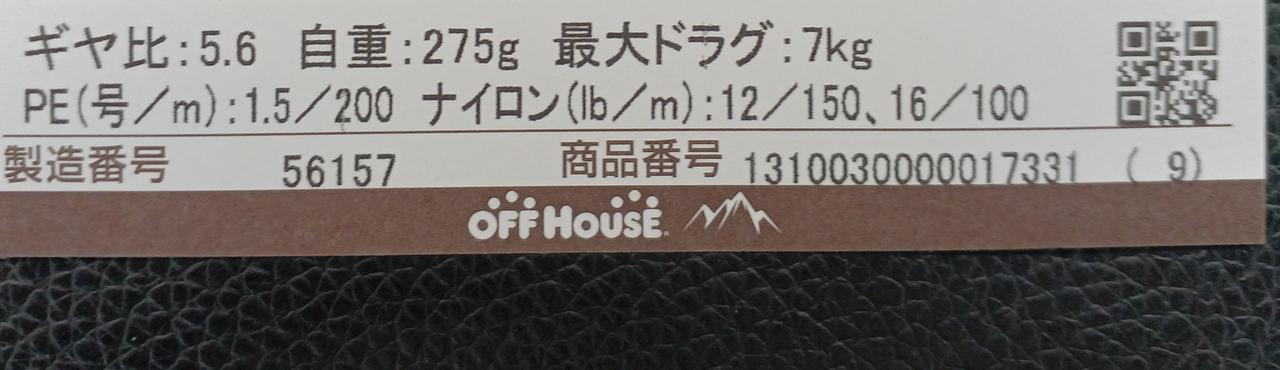 ギヤ比:5.6 自重:275g 最大ドラグ:7kg
PE(号/m):1.5/200 ナイロン(lb/m):12/150、16/100
製造番号 56157 商品番号 1310030000017331 ( 9)
OFF HOUSE